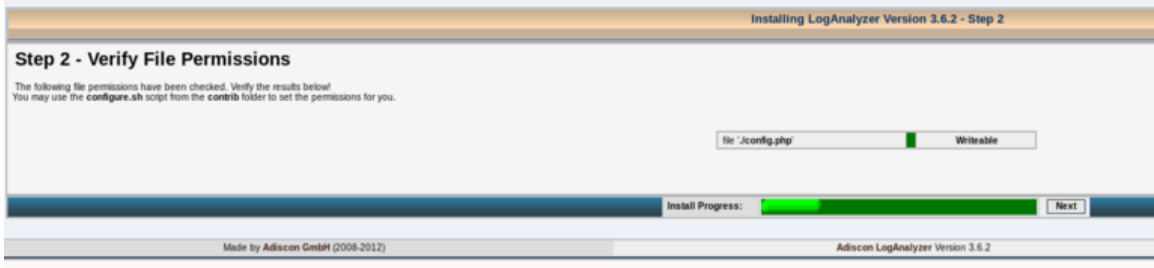 Installing LogAnalyzer Version 3.6.2 - Step 2
Step 2 - Verify File Permissions
The following file permissions have been checked. Verify the results below!
You may use the configure.sh script from the contrib folder to set the permissions for you.
file './config.php' Writeable
Install Progress: Next
Made by Adiscon GmbH (2008-2012) Adiscon LogAnalyzer Version 3.6.2